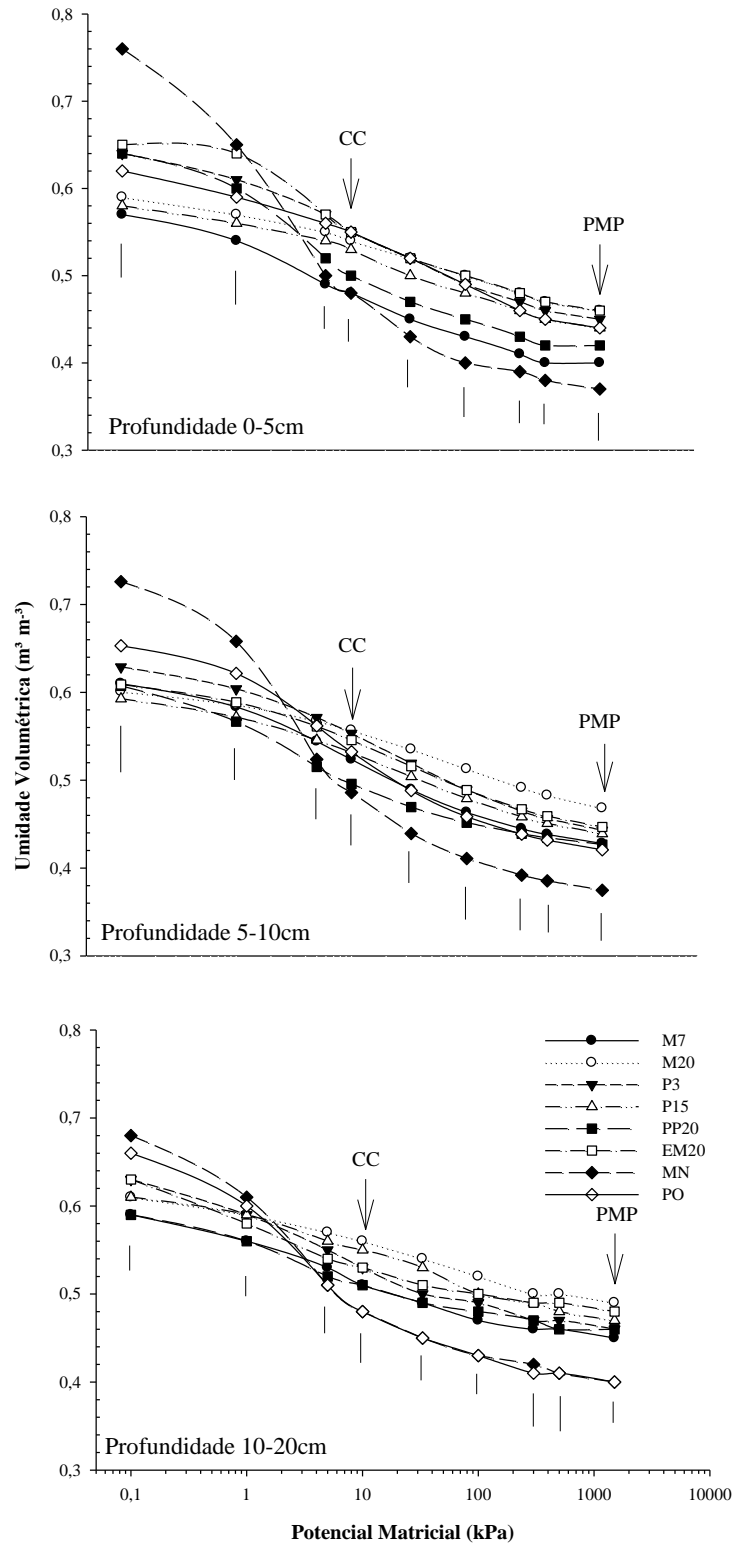 0,8
0,7
0,6
0,5
0,4
0,3
CC
PMP
Profundidade 0-5cm
Umidade Volumétrica (m³ m-³)
0,8
0,7
0,6
0,5
0,4
0,3
CC
PMP
Profundidade 5-10cm
0,8
0,7
0,6
0,5
0,4
0,3
M7
M20
P3
P15
PP20
EM20
MN
PO
CC
PMP
Profundidade 10-20cm
0,1
1
10
100
1000
10000
Potencial Matricial (kPa)